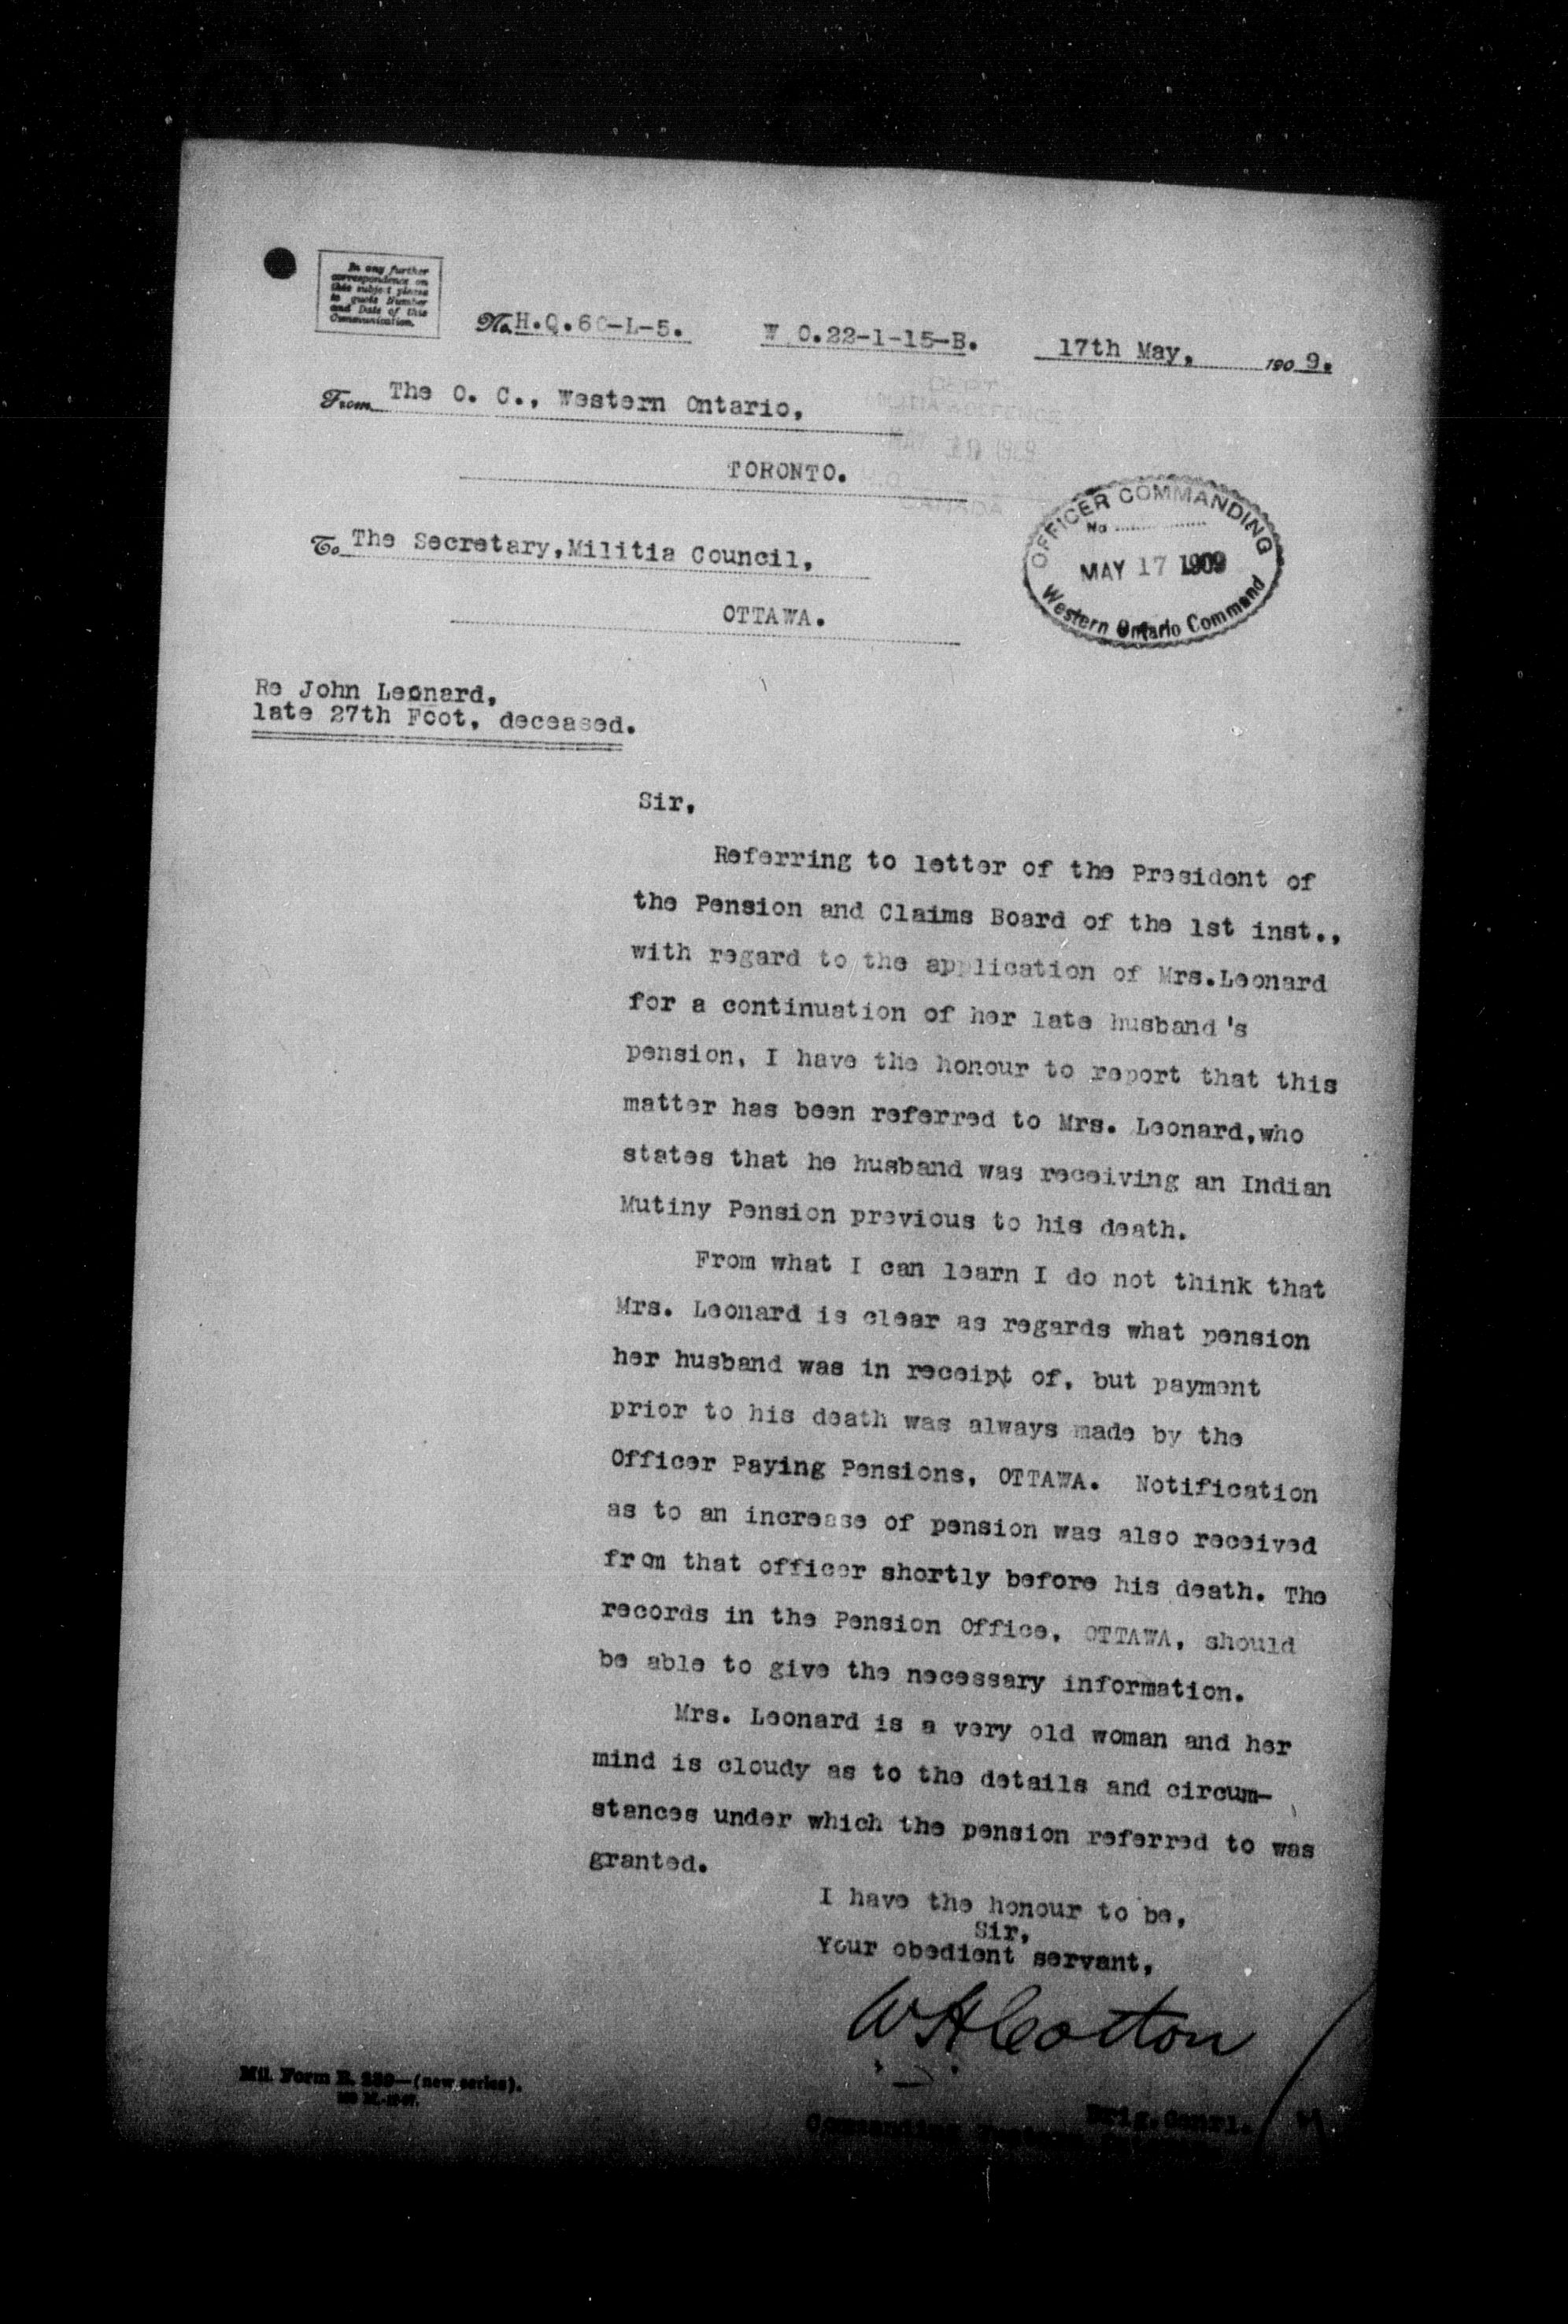 In any further
correspondence on
this subject please
to quote Number
and Date of this
Communication.
No. H.Q.60-L-5. W O.22-1-15-B. 17th May, 1909.
From The O. C., Western Ontario,
TORONTO.
DEPT
MAY 1909
CANADA
To The Secretary,Militia Council,
OTTAWA.
OFFICER COMMANDING
No
MAY 17 1909
Western Ontario Command
Re John Leonard,
late 27th Foot, deceased.
Sir,
Referring to letter of the President of
the Pension and Claims Board of the 1st inst.,
with regard to the application of Mrs.Leonard
for a continuation of her late husband's
pension, I have the honour to report that this
matter has been referred to Mrs. Leonard,who
states that he husband was receiving an Indian
Mutiny Pension previous to his death.
From what I can learn I do not think that
Mrs. Leonard is clear as regards what pension
her husband was in receipt of, but payment
prior to his death was always made by the
Officer Paying Pensions, OTTAWA. Notification
as to an increase of pension was also received
from that officer shortly before his death. The
records in the Pension Office, OTTAWA, should
be able to give the necessary information.
Mrs. Leonard is a very old woman and her
mind is cloudy as to the details and circum-
stances under which the pension referred to was
granted.
I have the honour to be,
Sir,
Your obedient servant,
W H Cotton
Brig.Genrl.
Commanding
Mil. Form B. 239—(new series).